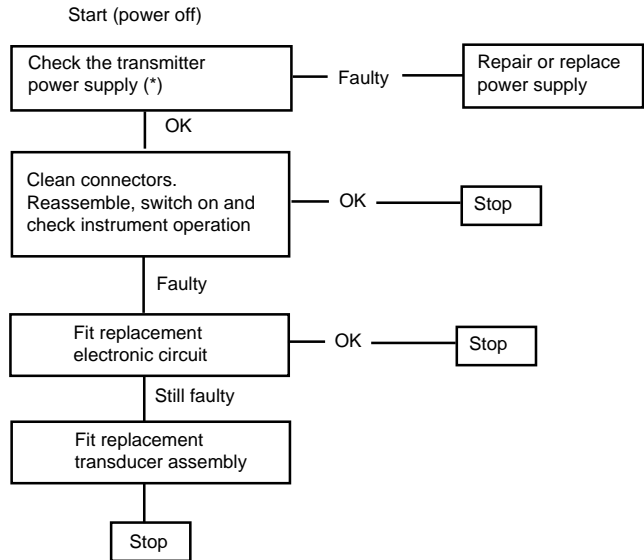 Start (power off)
Check the transmitter
power supply (*)
Faulty
Repair or replace
power supply
OK
Clean connectors.
Reassemble, switch on and
check instrument operation
OK
Stop
Faulty
Fit replacement
electronic circuit
OK
Stop
Still faulty
Fit replacement
transducer assembly
Stop